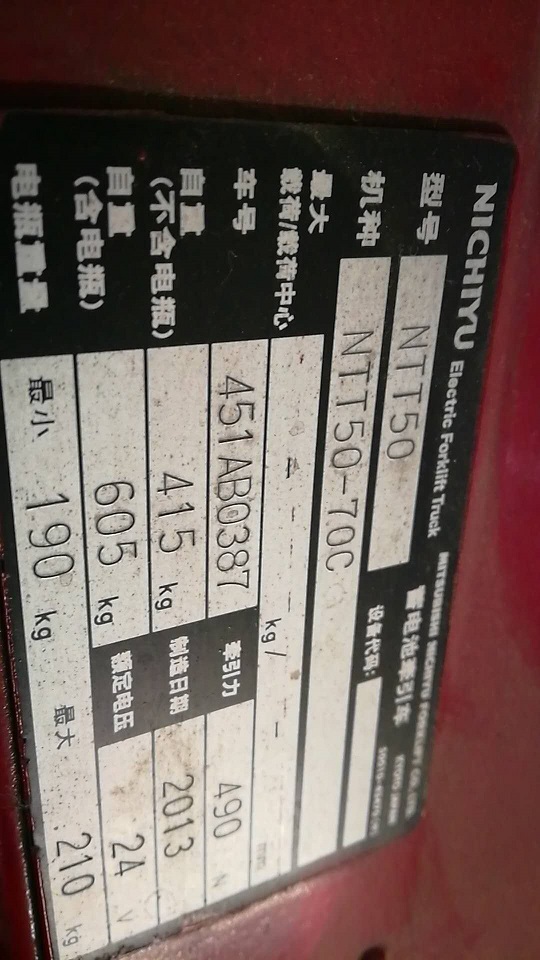 NICHIYU Electric Forklift Truck MITSUBISHI NICHIYU FORKLIFT CO.,LTD.
型号 NTT50 蓄电池牵引车 KYOTO JAPAN
机种 NTT50-70C 设备代码:
最大
载荷/载荷中心 — — — kg / — — mm
车号 451AB0387 牵引力 490 N
自重
(不含电瓶) 415 kg 制造日期 2013
自重
(含电瓶) 605 kg 额定电压 24 V
电瓶重量 最小 190 kg 最大 210 kg